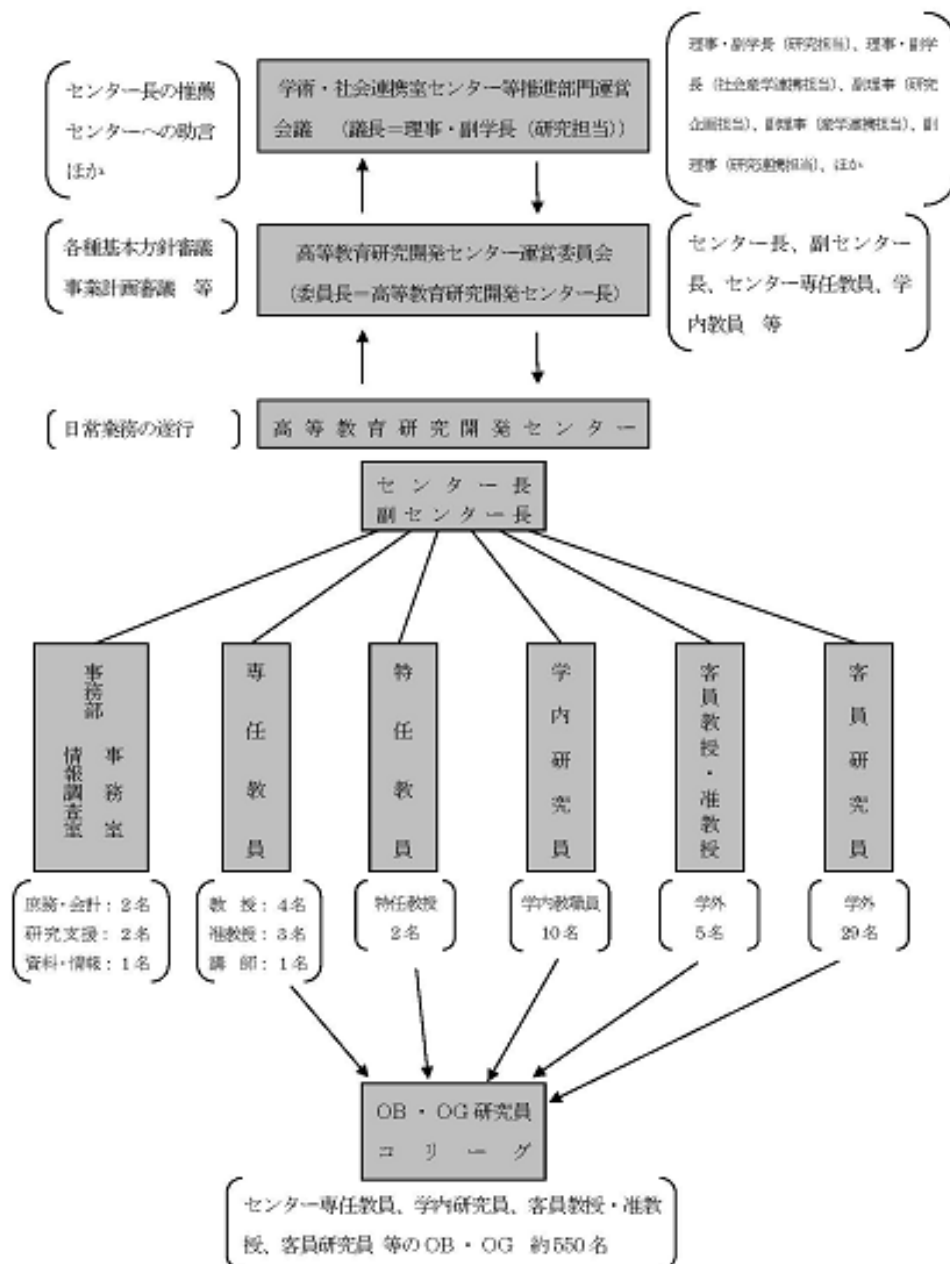 センター長の推薦
センターへの助言
ほか
学術・社会連携室センター等推進部門運営
会議　（議長＝理事・副学長（研究担当））
理事・副学長（研究担当）、理事・副学
長（社会産学連携担当）、副理事（研究
企画担当）、副理事（産学連携担当）、副
理事（研究連携担当）、ほか
各種基本方針審議
事業計画審議　等
高等教育研究開発センター運営委員会
（委員長＝高等教育研究開発センター長）
センター長、副センター
長、センター専任教員、学
内教員　等
日常業務の遂行
高等教育研究開発センター
センター長
副センター長
事務部
事務室
情報調査室
専任教員
特任教員
学内研究員
客員教授・准教授
客員研究員
庶務・会計：2名
研究支援：2名
資料・情報：1名
教 授：4名
准教授：3名
講 師：1名
特任教授
2名
学内教職員
10名
学外
5名
学外
29名
OB・OG研究員
コリーグ
センター専任教員、学内研究員、客員教授・准教
授、客員研究員 等のOB・OG　約550名